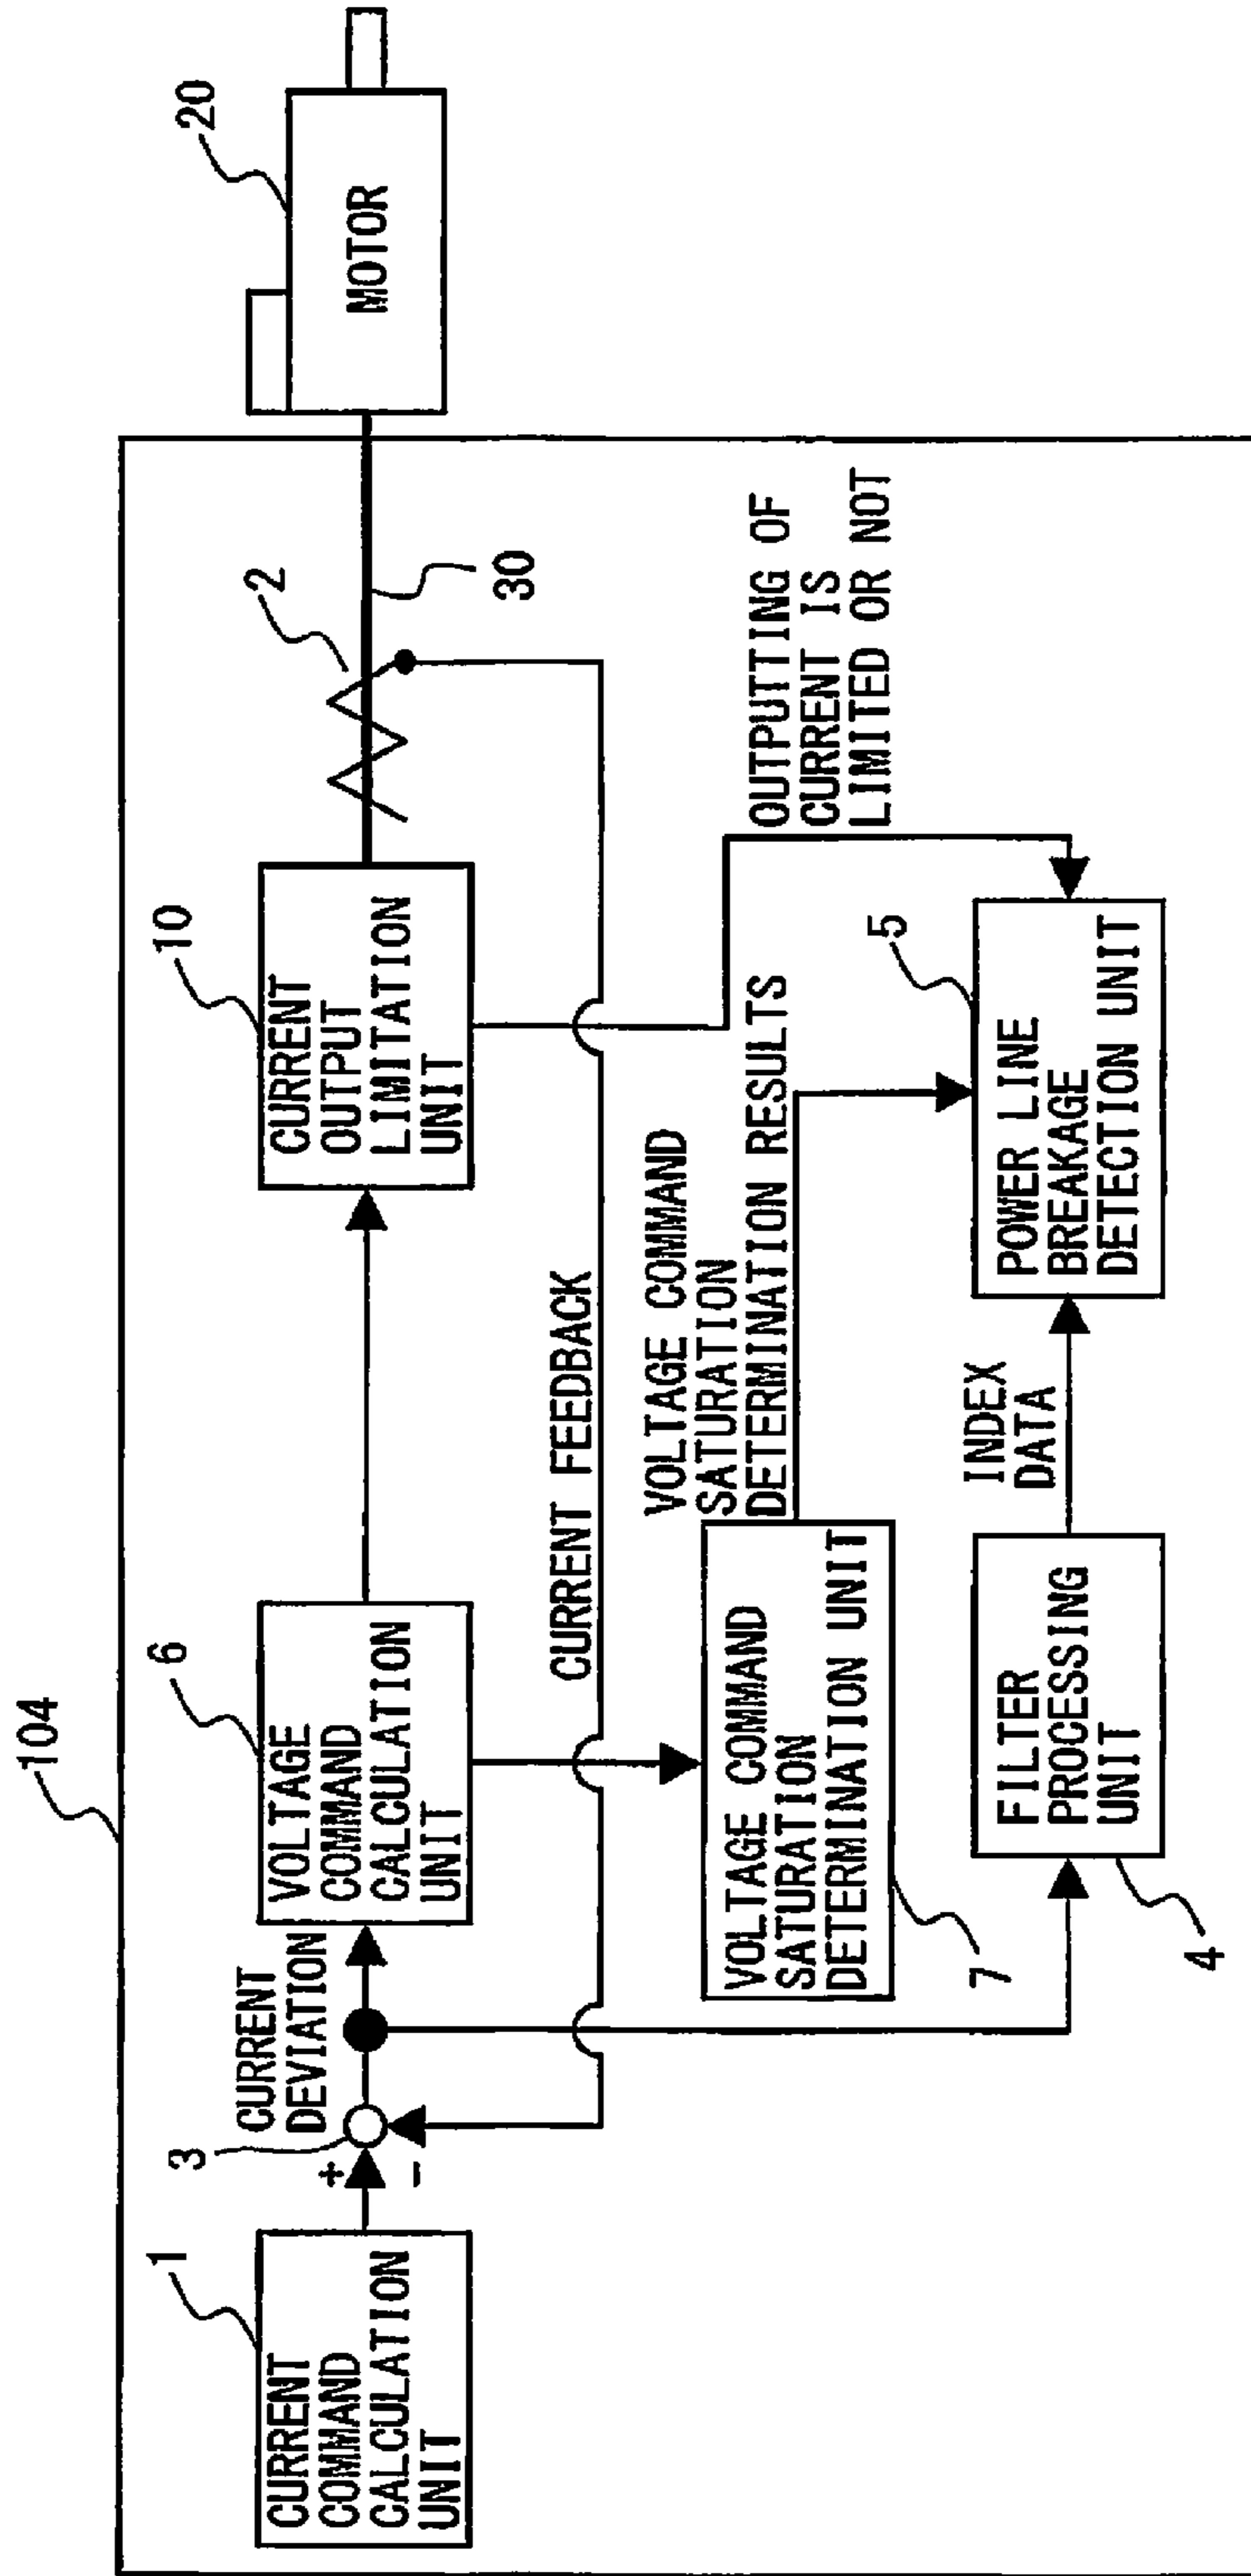 104
1
CURRENT
COMMAND
CALCULATION
UNIT
3
+
-
CURRENT
DEVIATION
6
VOLTAGE
COMMAND
CALCULATION
UNIT
10
CURRENT
OUTPUT
LIMITATION
UNIT
2
30
20
MOTOR
CURRENT FEEDBACK
VOLTAGE COMMAND
SATURATION
DETERMINATION UNIT
7
VOLTAGE COMMAND
SATURATION
DETERMINATION RESULTS
OUTPUTTING OF
CURRENT IS
LIMITED OR NOT
FILTER
PROCESSING
UNIT
4
INDEX
DATA
5
POWER LINE
BREAKAGE
DETECTION UNIT